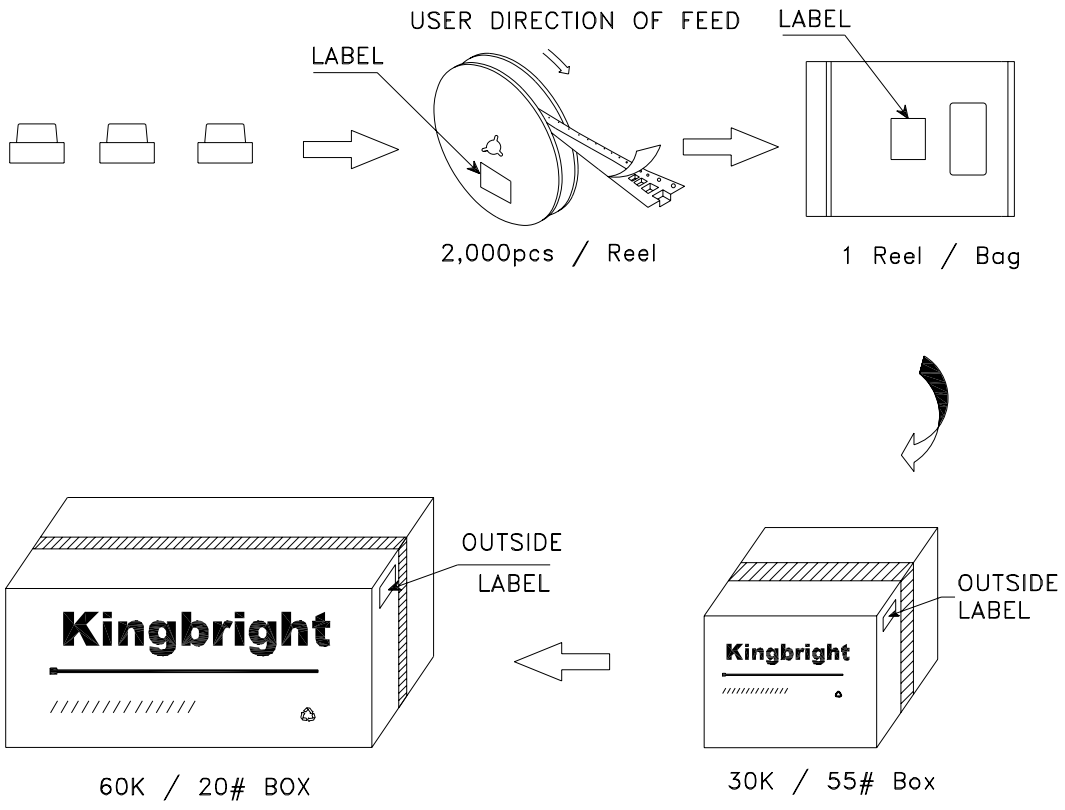 USER DIRECTION OF FEED
LABEL
LABEL
2,000pcs / Reel
1 Reel / Bag
OUTSIDE
LABEL
Kingbright
60K / 20# BOX
OUTSIDE
LABEL
Kingbright
30K / 55# Box